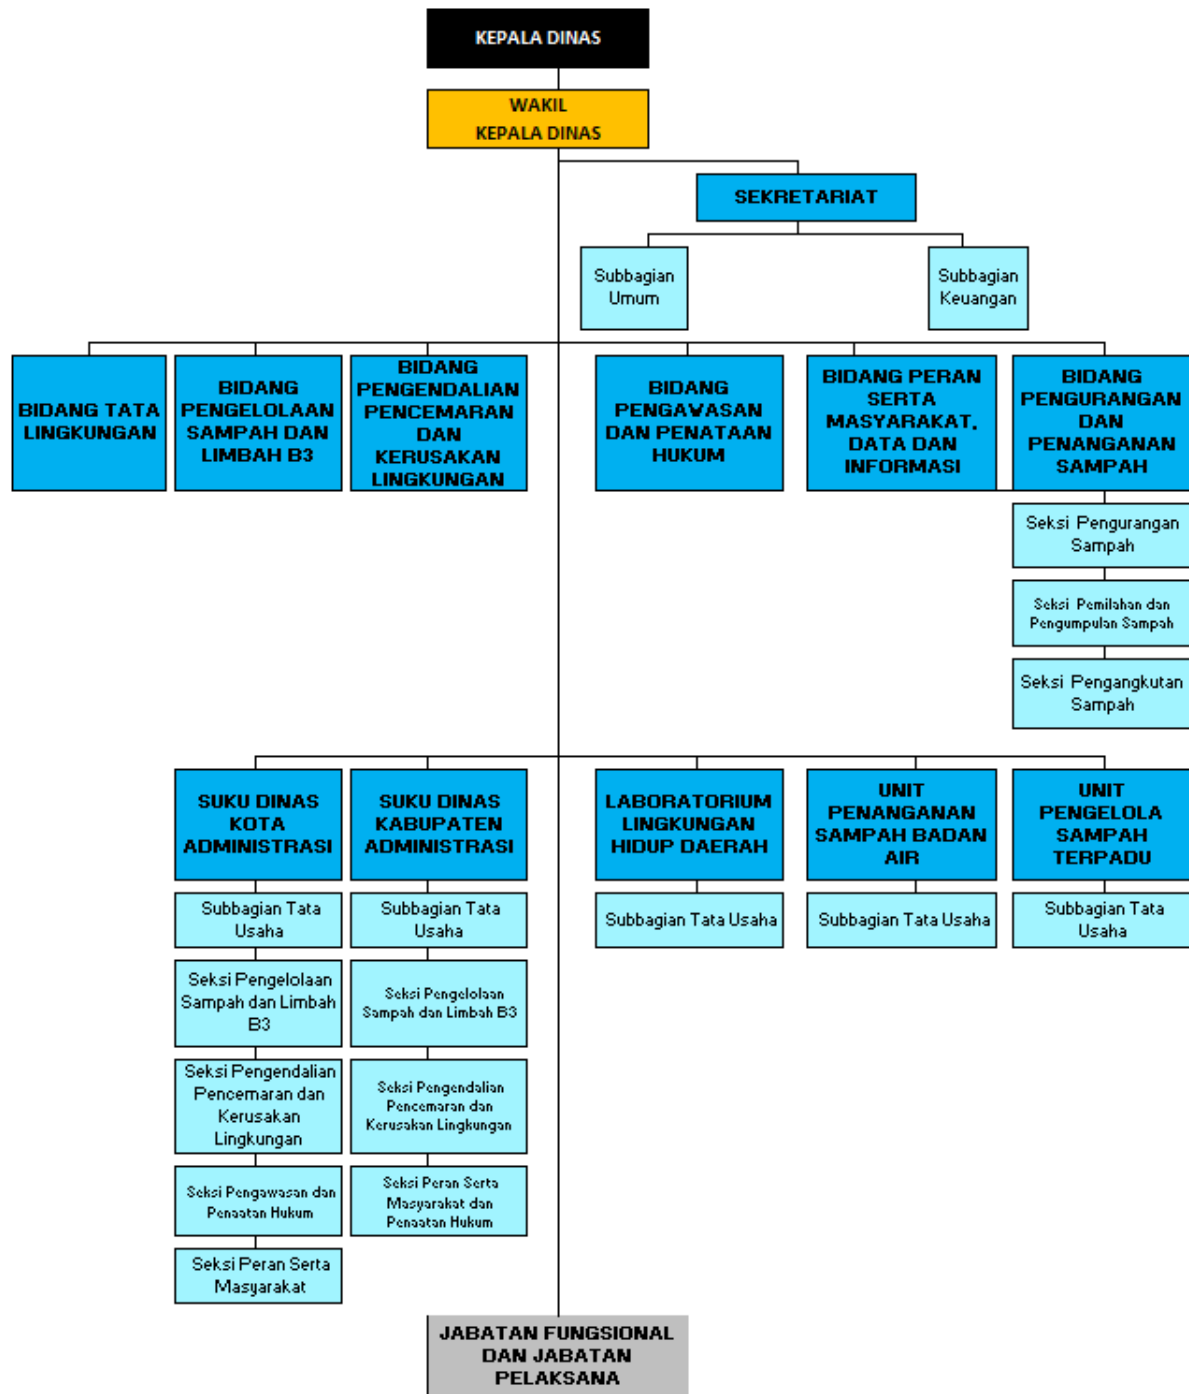 KEPALA DINAS
WAKIL
KEPALA DINAS
SEKRETARIAT
Subbagian
Umum
Subbagian
Keuangan
BIDANG TATA
LINGKUNGAN
BIDANG
PENGELOLAAN
SAMPAH DAN
LIMBAH B3
BIDANG
PENGENDALIAN
PENCEMARAN
DAN
KERUSAKAN
LINGKUNGAN
BIDANG
PENGAWASAN
DAN PENATAAN
HUKUM
BIDANG PERAN
SERTA
MASYARAKAT,
DATA DAN
INFORMASI
BIDANG
PENGURANGAN
DAN
PENANGANAN
SAMPAH
Seksi Pengurangan
Sampah
Seksi Pemilahan dan
Pengumpulan Sampah
Seksi Pengangkutan
Sampah
SUKU DINAS
KOTA
ADMINISTRASI
SUKU DINAS
KABUPATEN
ADMINISTRASI
LABORATORIUM
LINGKUNGAN
HIDUP DAERAH
UNIT
PENANGANAN
SAMPAH BADAN
AIR
UNIT
PENGELOLA
SAMPAH
TERPADU
Subbagian Tata
Usaha
Subbagian Tata
Usaha
Subbagian Tata Usaha
Subbagian Tata Usaha
Subbagian Tata
Usaha
Seksi Pengelolaan
Sampah dan Limbah
B3
Seksi Pengelolaan
Sampah dan Limbah B3
Seksi Pengendalian
Pencemaran dan
Kerusakan
Lingkungan
Seksi Pengendalian
Pencemaran dan
Kerusakan Lingkungan
Seksi Pengawasan dan
Penaatan Hukum
Seksi Peran Serta
Masyarakat dan
Penaatan Hukum
Seksi Peran Serta
Masyarakat
JABATAN FUNGSIONAL
DAN JABATAN
PELAKSANA